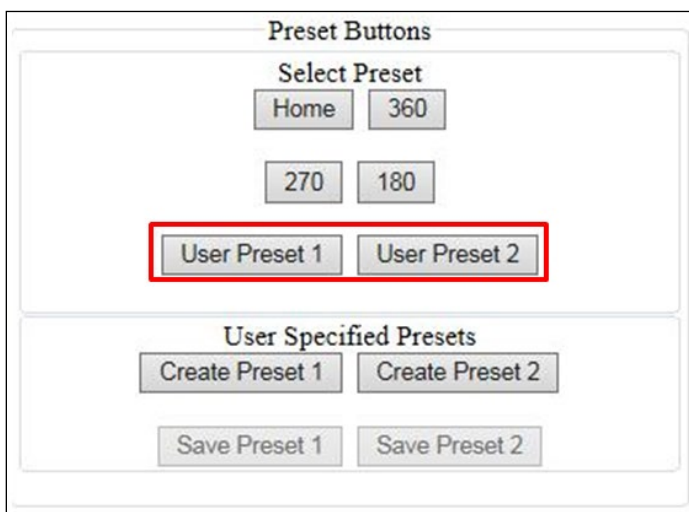 Preset Buttons
Select Preset
Home 360
270 180
User Preset 1 User Preset 2
User Specified Presets
Create Preset 1 Create Preset 2
Save Preset 1 Save Preset 2